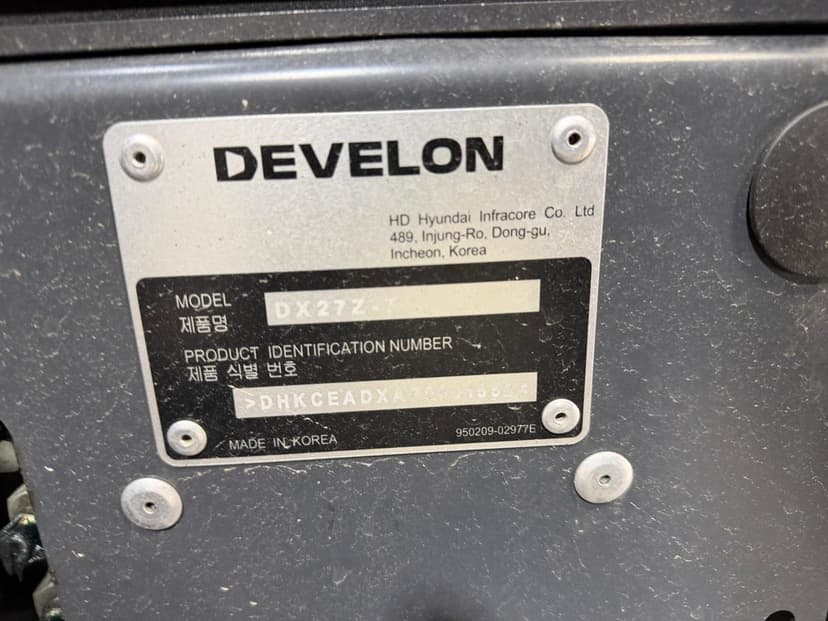 DEVELON
HD Hyundai Infracore Co. Ltd
489, Injung-Ro, Dong-gu,
Incheon, Korea
MODEL
제품명
DX27Z-7
PRODUCT IDENTIFICATION NUMBER
제품 식별 번호
MADE IN KOREA
950209-02977E